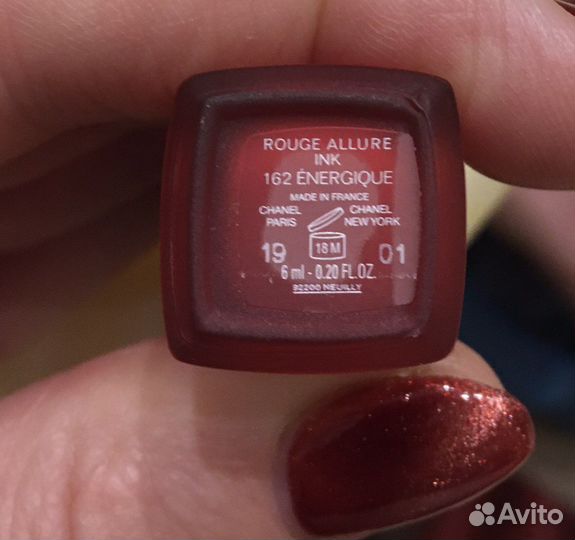 ROUGE ALLURE
INK
162 ÉNERGIQUE
MADE IN FRANCE
CHANEL CHANEL
PARIS NEW YORK
19 18 M 01
6 ml - 0.20 FL.OZ.
92200 NEUILLY
Avito